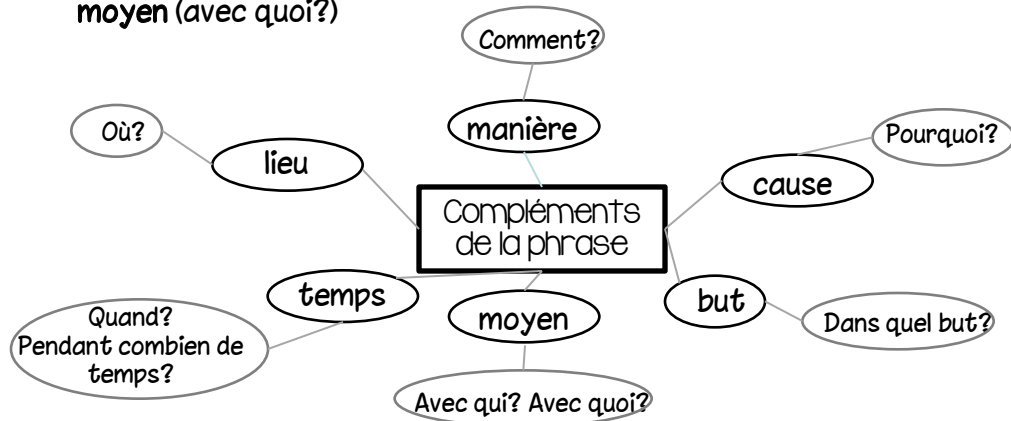 moyen (avec quoi?)
Comment?
manière
Où?
lieu
Pourquoi?
cause
Compléments
de la phrase
temps
Quand?
Pendant combien de
temps?
moyen
Avec qui? Avec quoi?
but
Dans quel but?